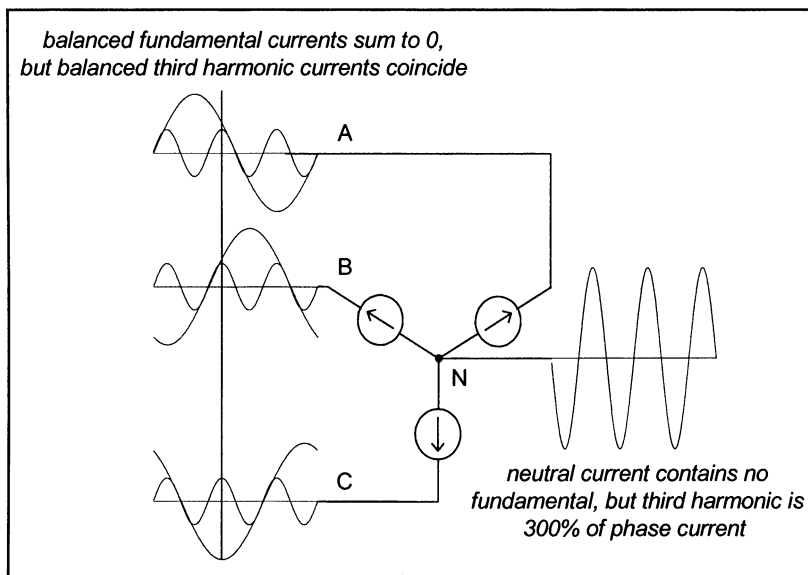 balanced fundamental currents sum to 0,
but balanced third harmonic currents coincide
A
B
N
C
neutral current contains no
fundamental, but third harmonic is
300% of phase current